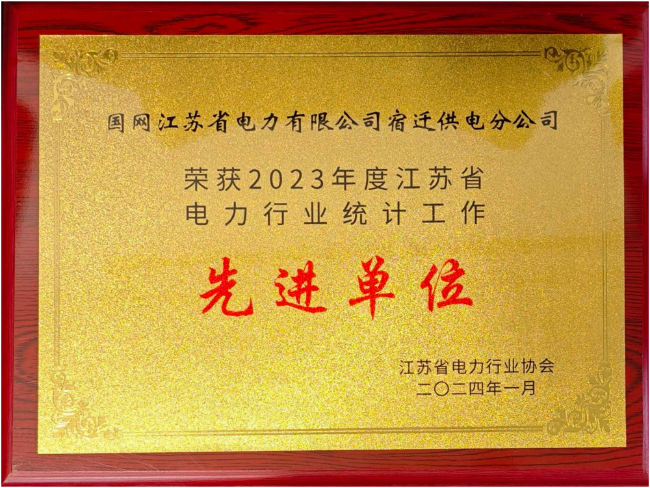 国网江苏省电力有限公司宿迁供电分公司
荣获2023年度江苏省
电力行业统计工作
先进单位
江苏省电力行业协会
二〇二四年一月